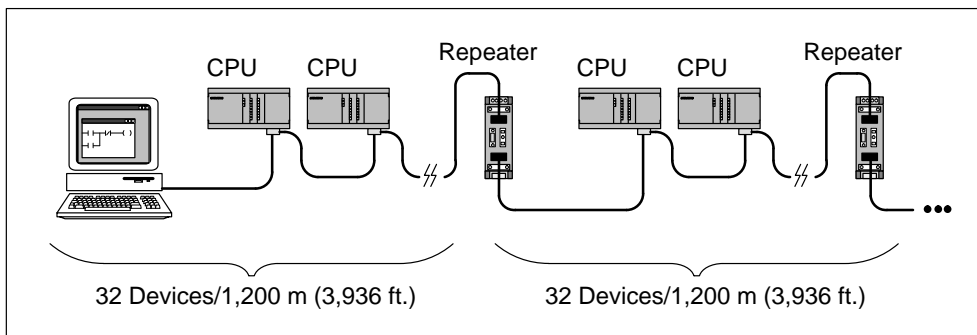 Repeater
CPU CPU
Repeater
CPU CPU
32 Devices/1,200 m (3,936 ft.)
32 Devices/1,200 m (3,936 ft.)